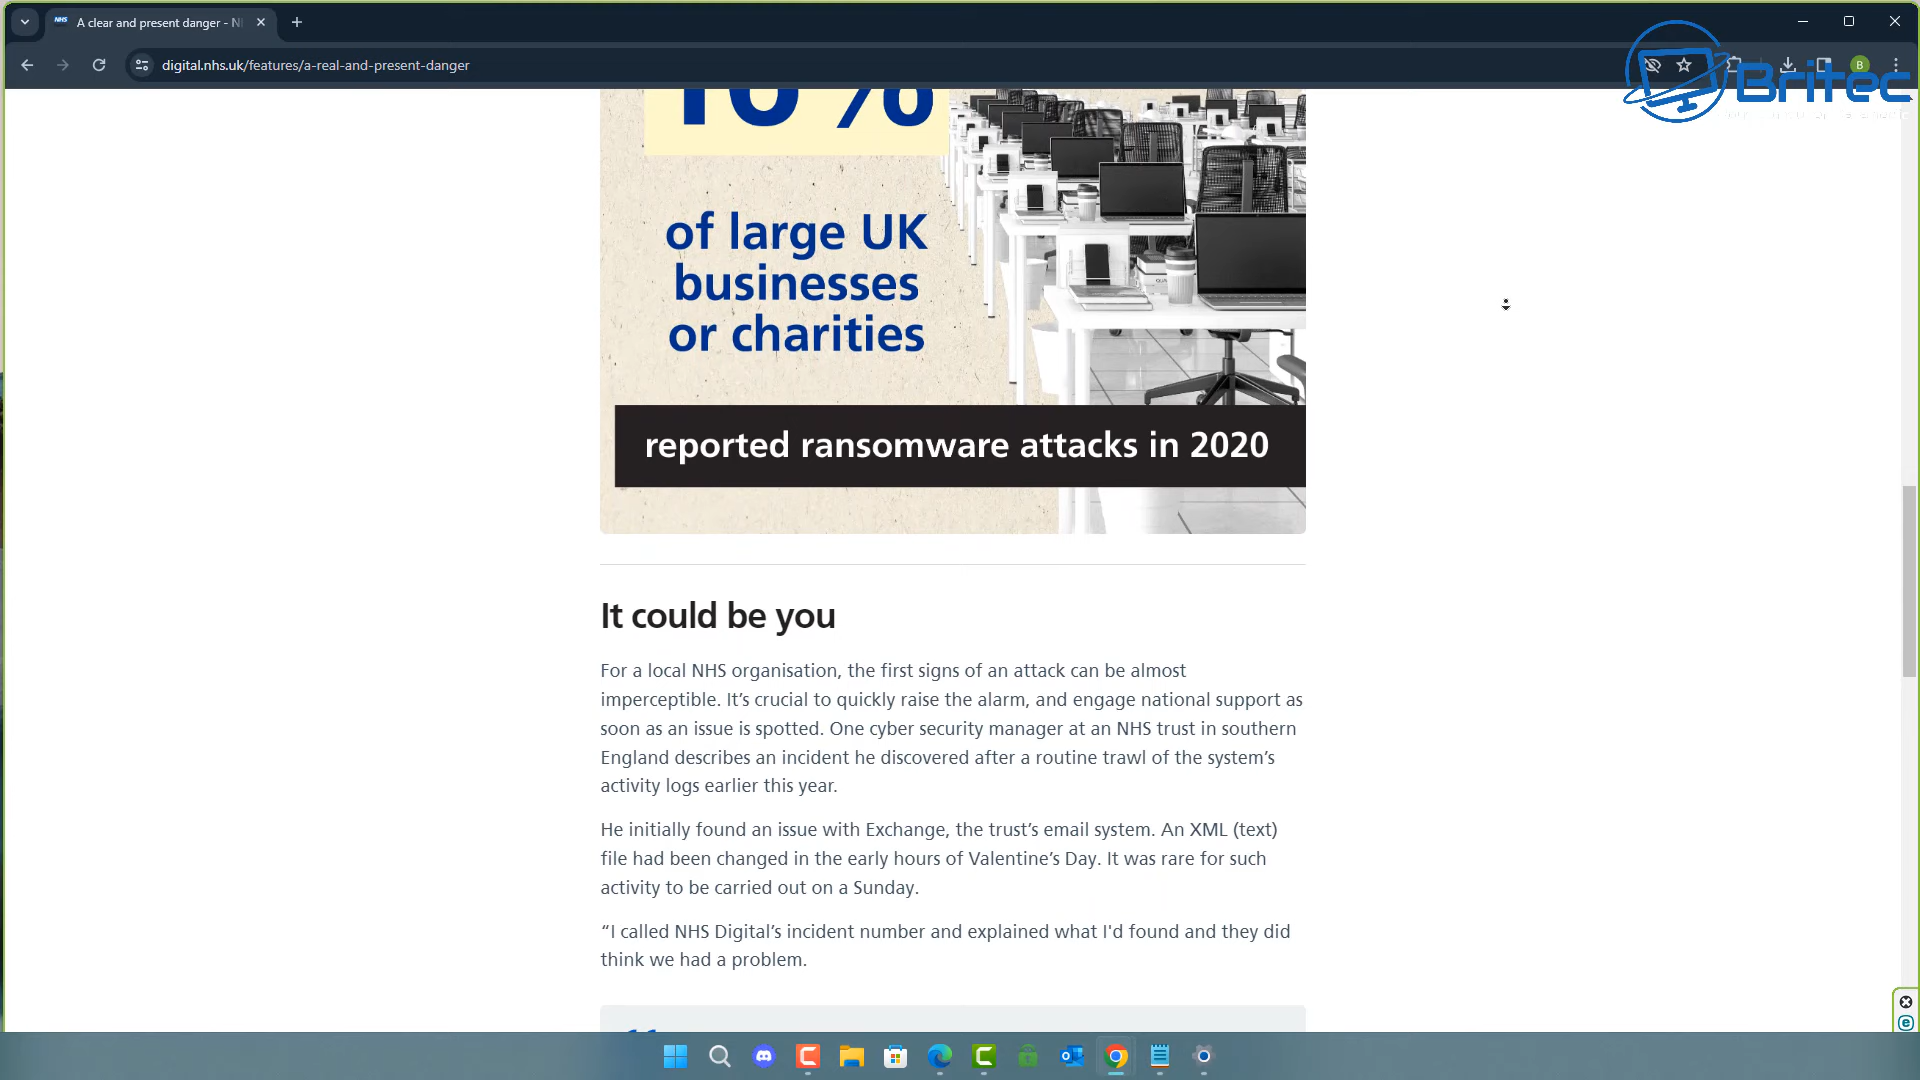 A clear and present danger - N
digital.nhs.uk/features/a-real-and-present-danger
B
Britec
of large UK
businesses
or charities
reported ransomware attacks in 2020
It could be you
For a local NHS organisation, the first signs of an attack can be almost
imperceptible. It’s crucial to quickly raise the alarm, and engage national support as
soon as an issue is spotted. One cyber security manager at an NHS trust in southern
England describes an incident he discovered after a routine trawl of the system’s
activity logs earlier this year.
He initially found an issue with Exchange, the trust’s email system. An XML (text)
file had been changed in the early hours of Valentine’s Day. It was rare for such
activity to be carried out on a Sunday.
“I called NHS Digital’s incident number and explained what I'd found and they did
think we had a problem.